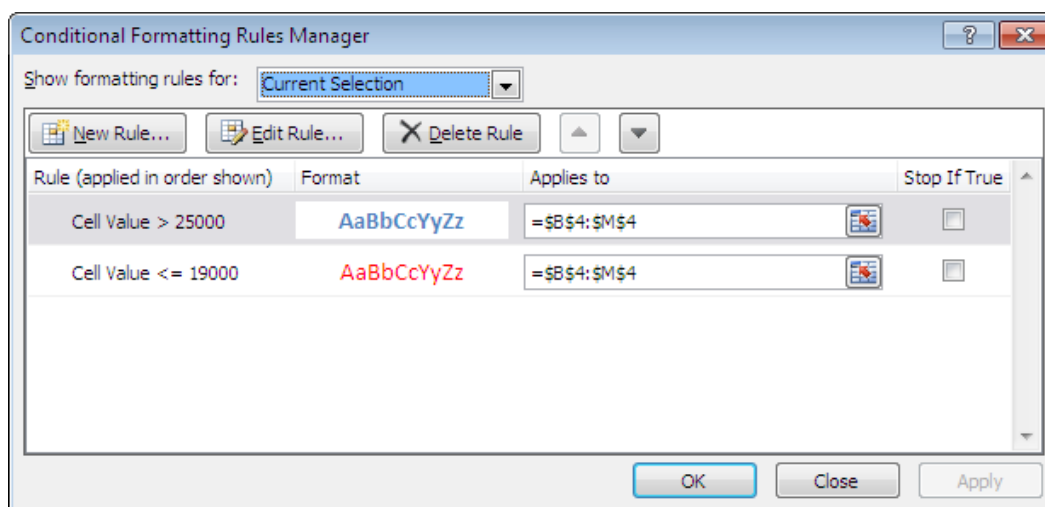 Conditional Formatting Rules Manager
Show formatting rules for: Current Selection
New Rule... Edit Rule... Delete Rule
Rule (applied in order shown) Format Applies to Stop If True
Cell Value > 25000 AaBbCcYyZz =$B$4:$M$4
Cell Value <= 19000 AaBbCcYyZz =$B$4:$M$4
OK Close Apply